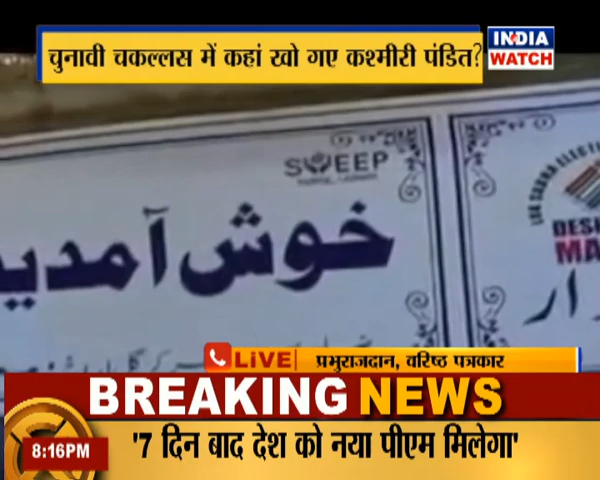 चुनावी चकल्लस में कहां खो गए कश्मीरी पंडित?
INDIA
WATCH
SWEEP
خوش آمدید
LiVE
प्रभुराजदान, वरिष्ठ पत्रकार
BREAKING NEWS
8:16PM
'7 दिन बाद देश को नया पीएम मिलेगा'